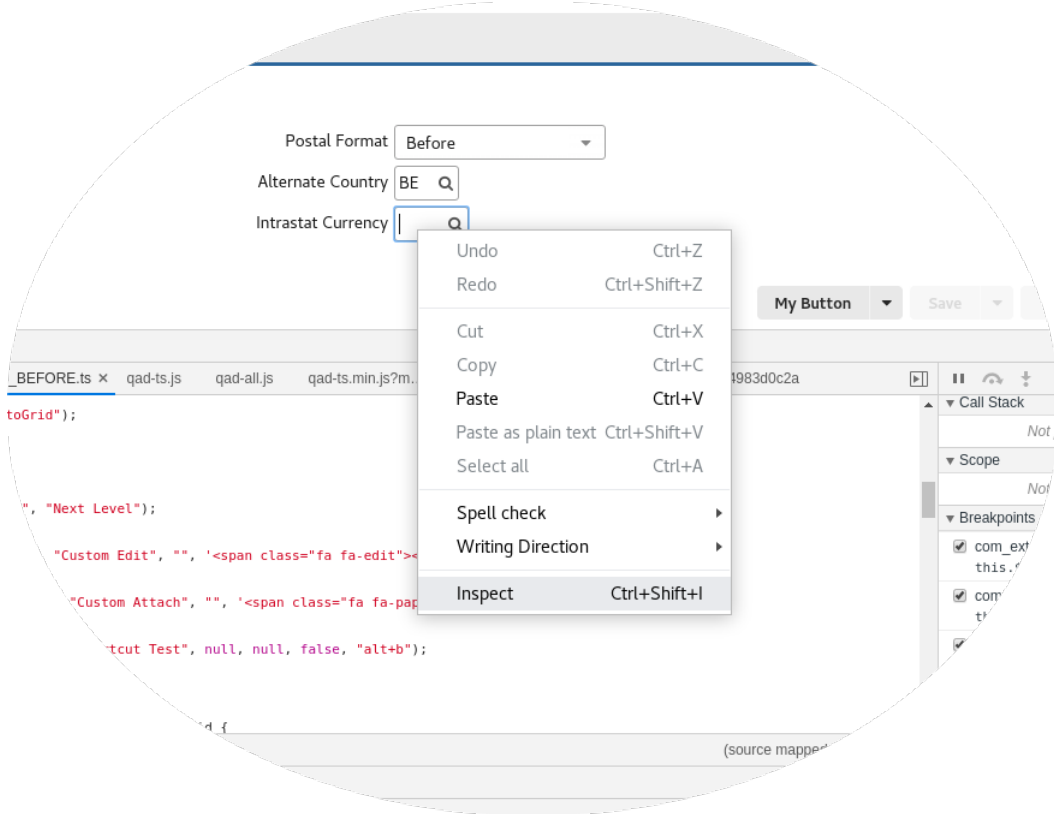 Postal Format Before
Alternate Country BE
Intrastat Currency
Undo Ctrl+Z
Redo Ctrl+Shift+Z
Cut Ctrl+X
Copy Ctrl+C
Paste Ctrl+V
Paste as plain text Ctrl+Shift+V
Select all Ctrl+A
Spell check
Writing Direction
Inspect Ctrl+Shift+I
My Button Save
_BEFORE.ts × qad-ts.js qad-all.js qad-ts.min.js?m... 4983d0c2a
toGrid");
", "Next Level");
"Custom Edit", "", '<span class="fa fa-edit"><
"Custom Attach", "", '<span class="fa fa-pap
rtcut Test", null, null, false, "alt+b");
id {
(source mapped
Call Stack
Not
Scope
Not
Breakpoints
com_ext
this.
com
th